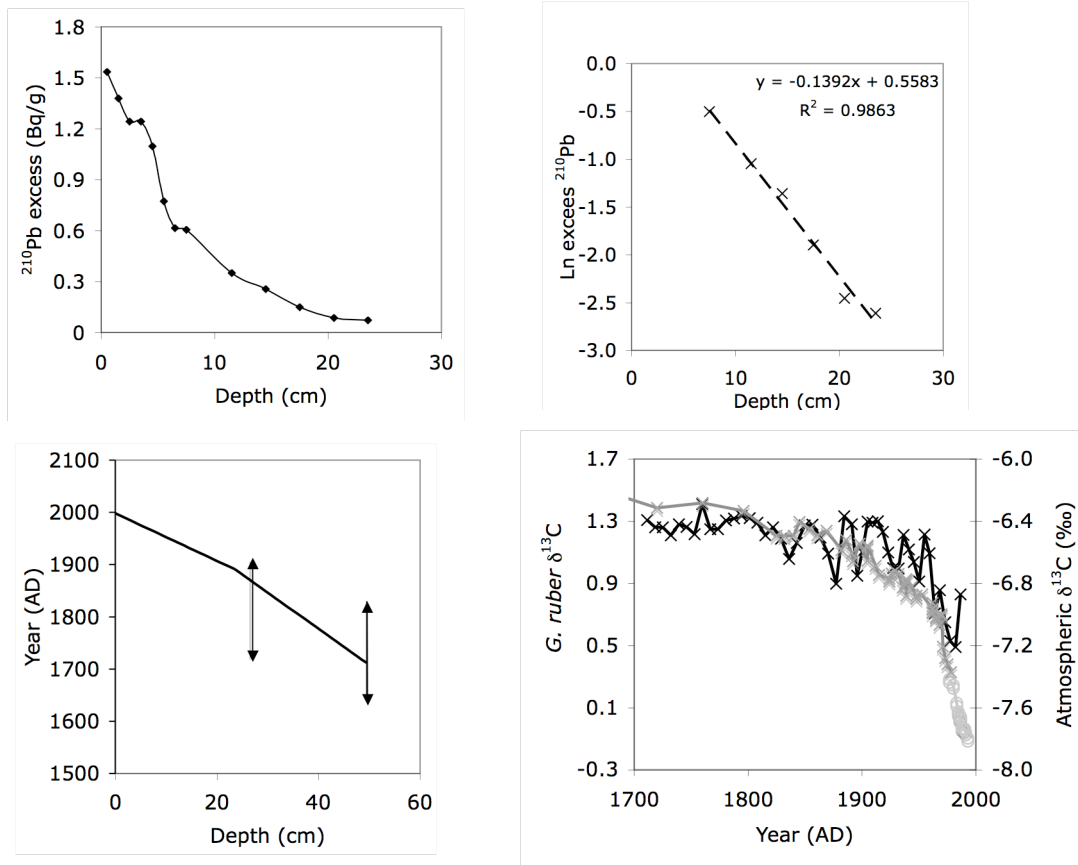 1.8
1.5
1.2
0.9
0.6
0.3
0
0 10 20 30
²¹⁰Pb excess (Bq/g)
Depth (cm)
0.0
-0.5
-1.0
-1.5
-2.0
-2.5
-3.0
0 10 20 30
Ln excees ²¹⁰Pb
Depth (cm)
y = -0.1392x + 0.5583
R² = 0.9863
2100
2000
1900
1800
1700
1600
1500
0 20 40 60
Year (AD)
Depth (cm)
1.7
1.3
0.9
0.5
0.1
-0.3
G. ruber δ¹³C
-6.0
-6.4
-6.8
-7.2
-7.6
-8.0
Atmospheric δ¹³C (‰)
1700 1800 1900 2000
Year (AD)